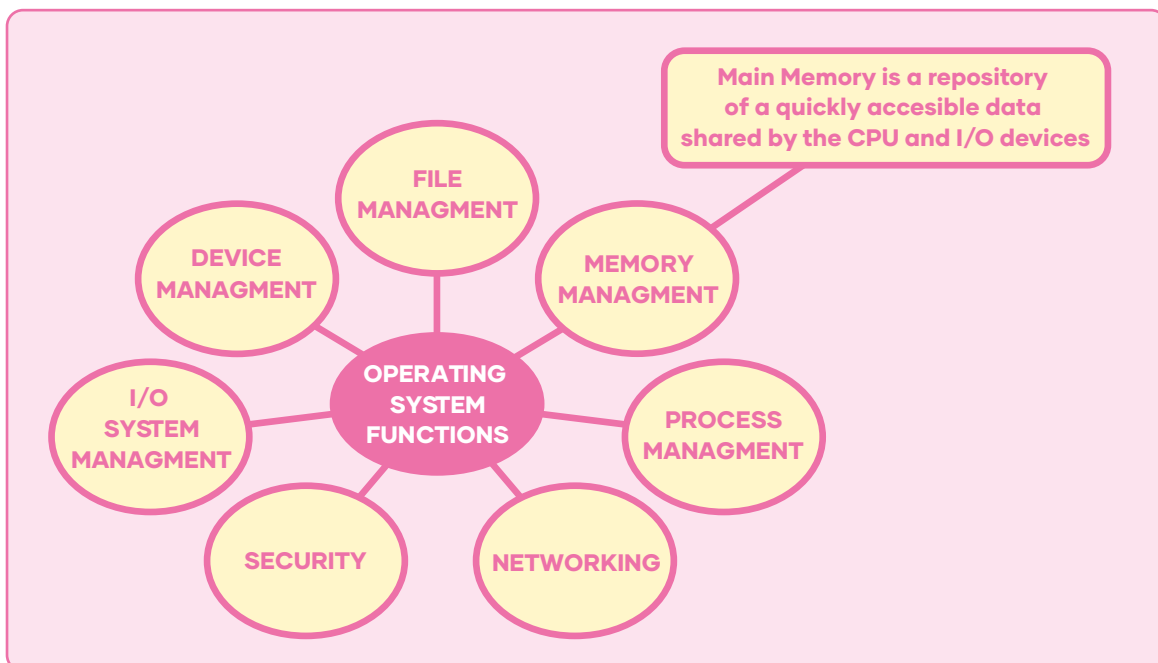 Main Memory is a repository
of a quickly accesible data
shared by the CPU and I/O devices
FILE
MANAGMENT
DEVICE
MANAGMENT
MEMORY
MANAGMENT
OPERATING
SYSTEM
FUNCTIONS
I/O
SYSTEM
MANAGMENT
PROCESS
MANAGMENT
SECURITY
NETWORKING